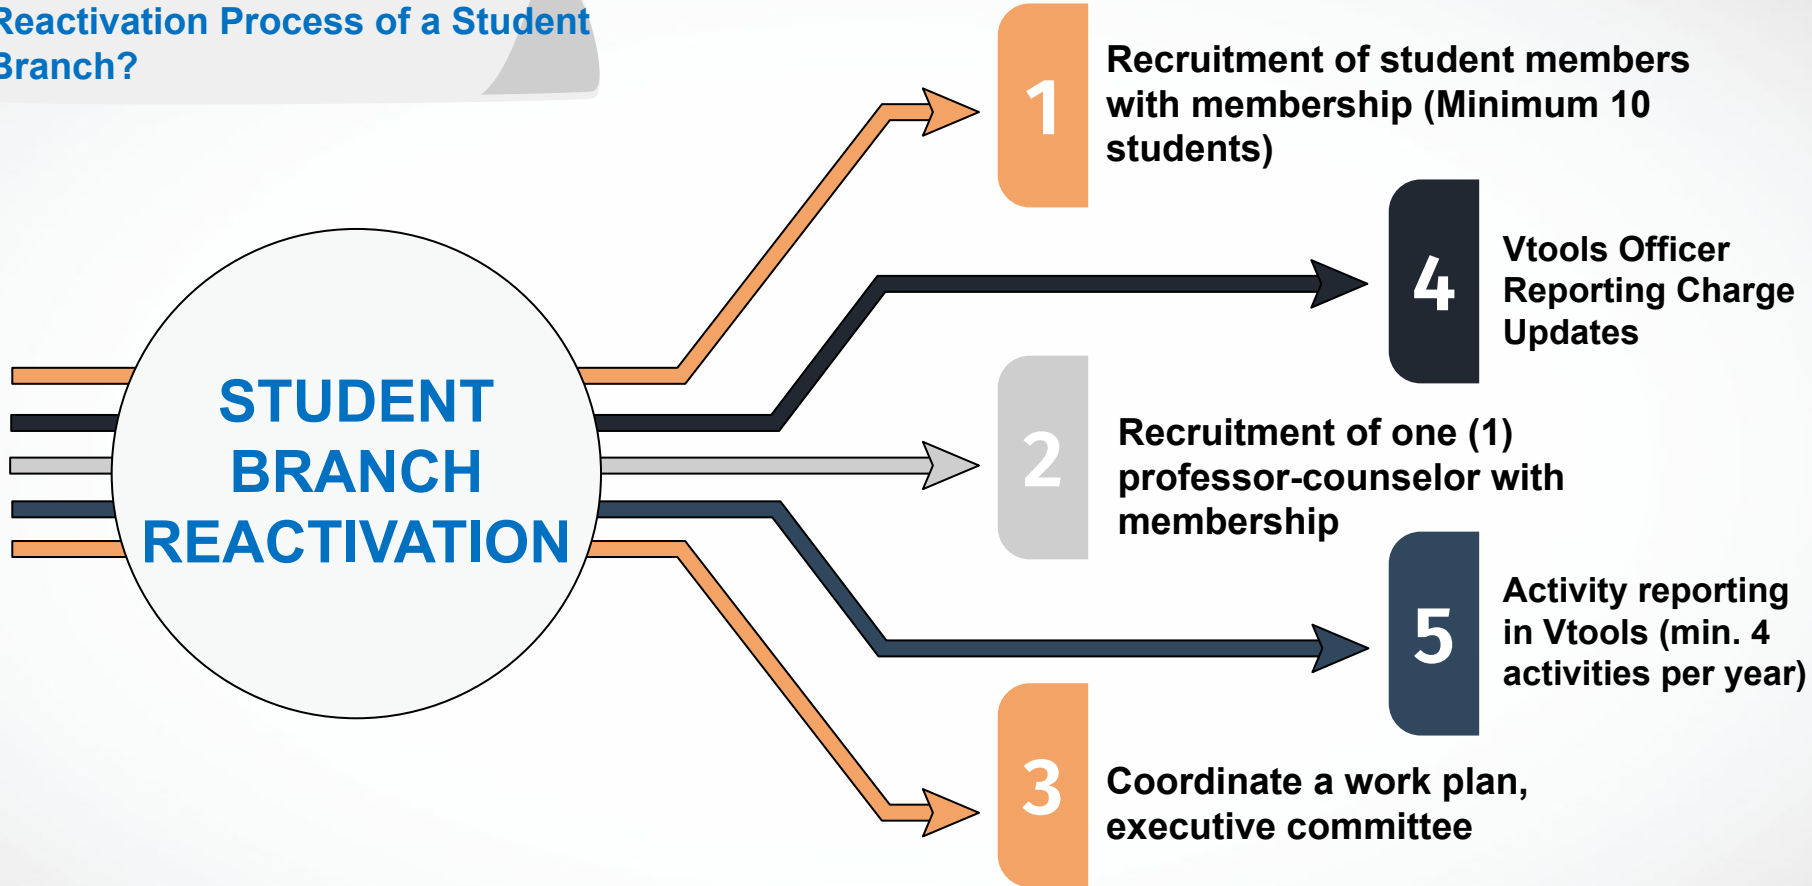 Reactivation Process of a Student
Branch?
STUDENT
BRANCH
REACTIVATION
1
Recruitment of student members
with membership (Minimum 10
students)
4
Vtools Officer
Reporting Charge
Updates
2
Recruitment of one (1)
professor-counselor with
membership
5
Activity reporting
in Vtools (min. 4
activities per year)
3
Coordinate a work plan,
executive committee